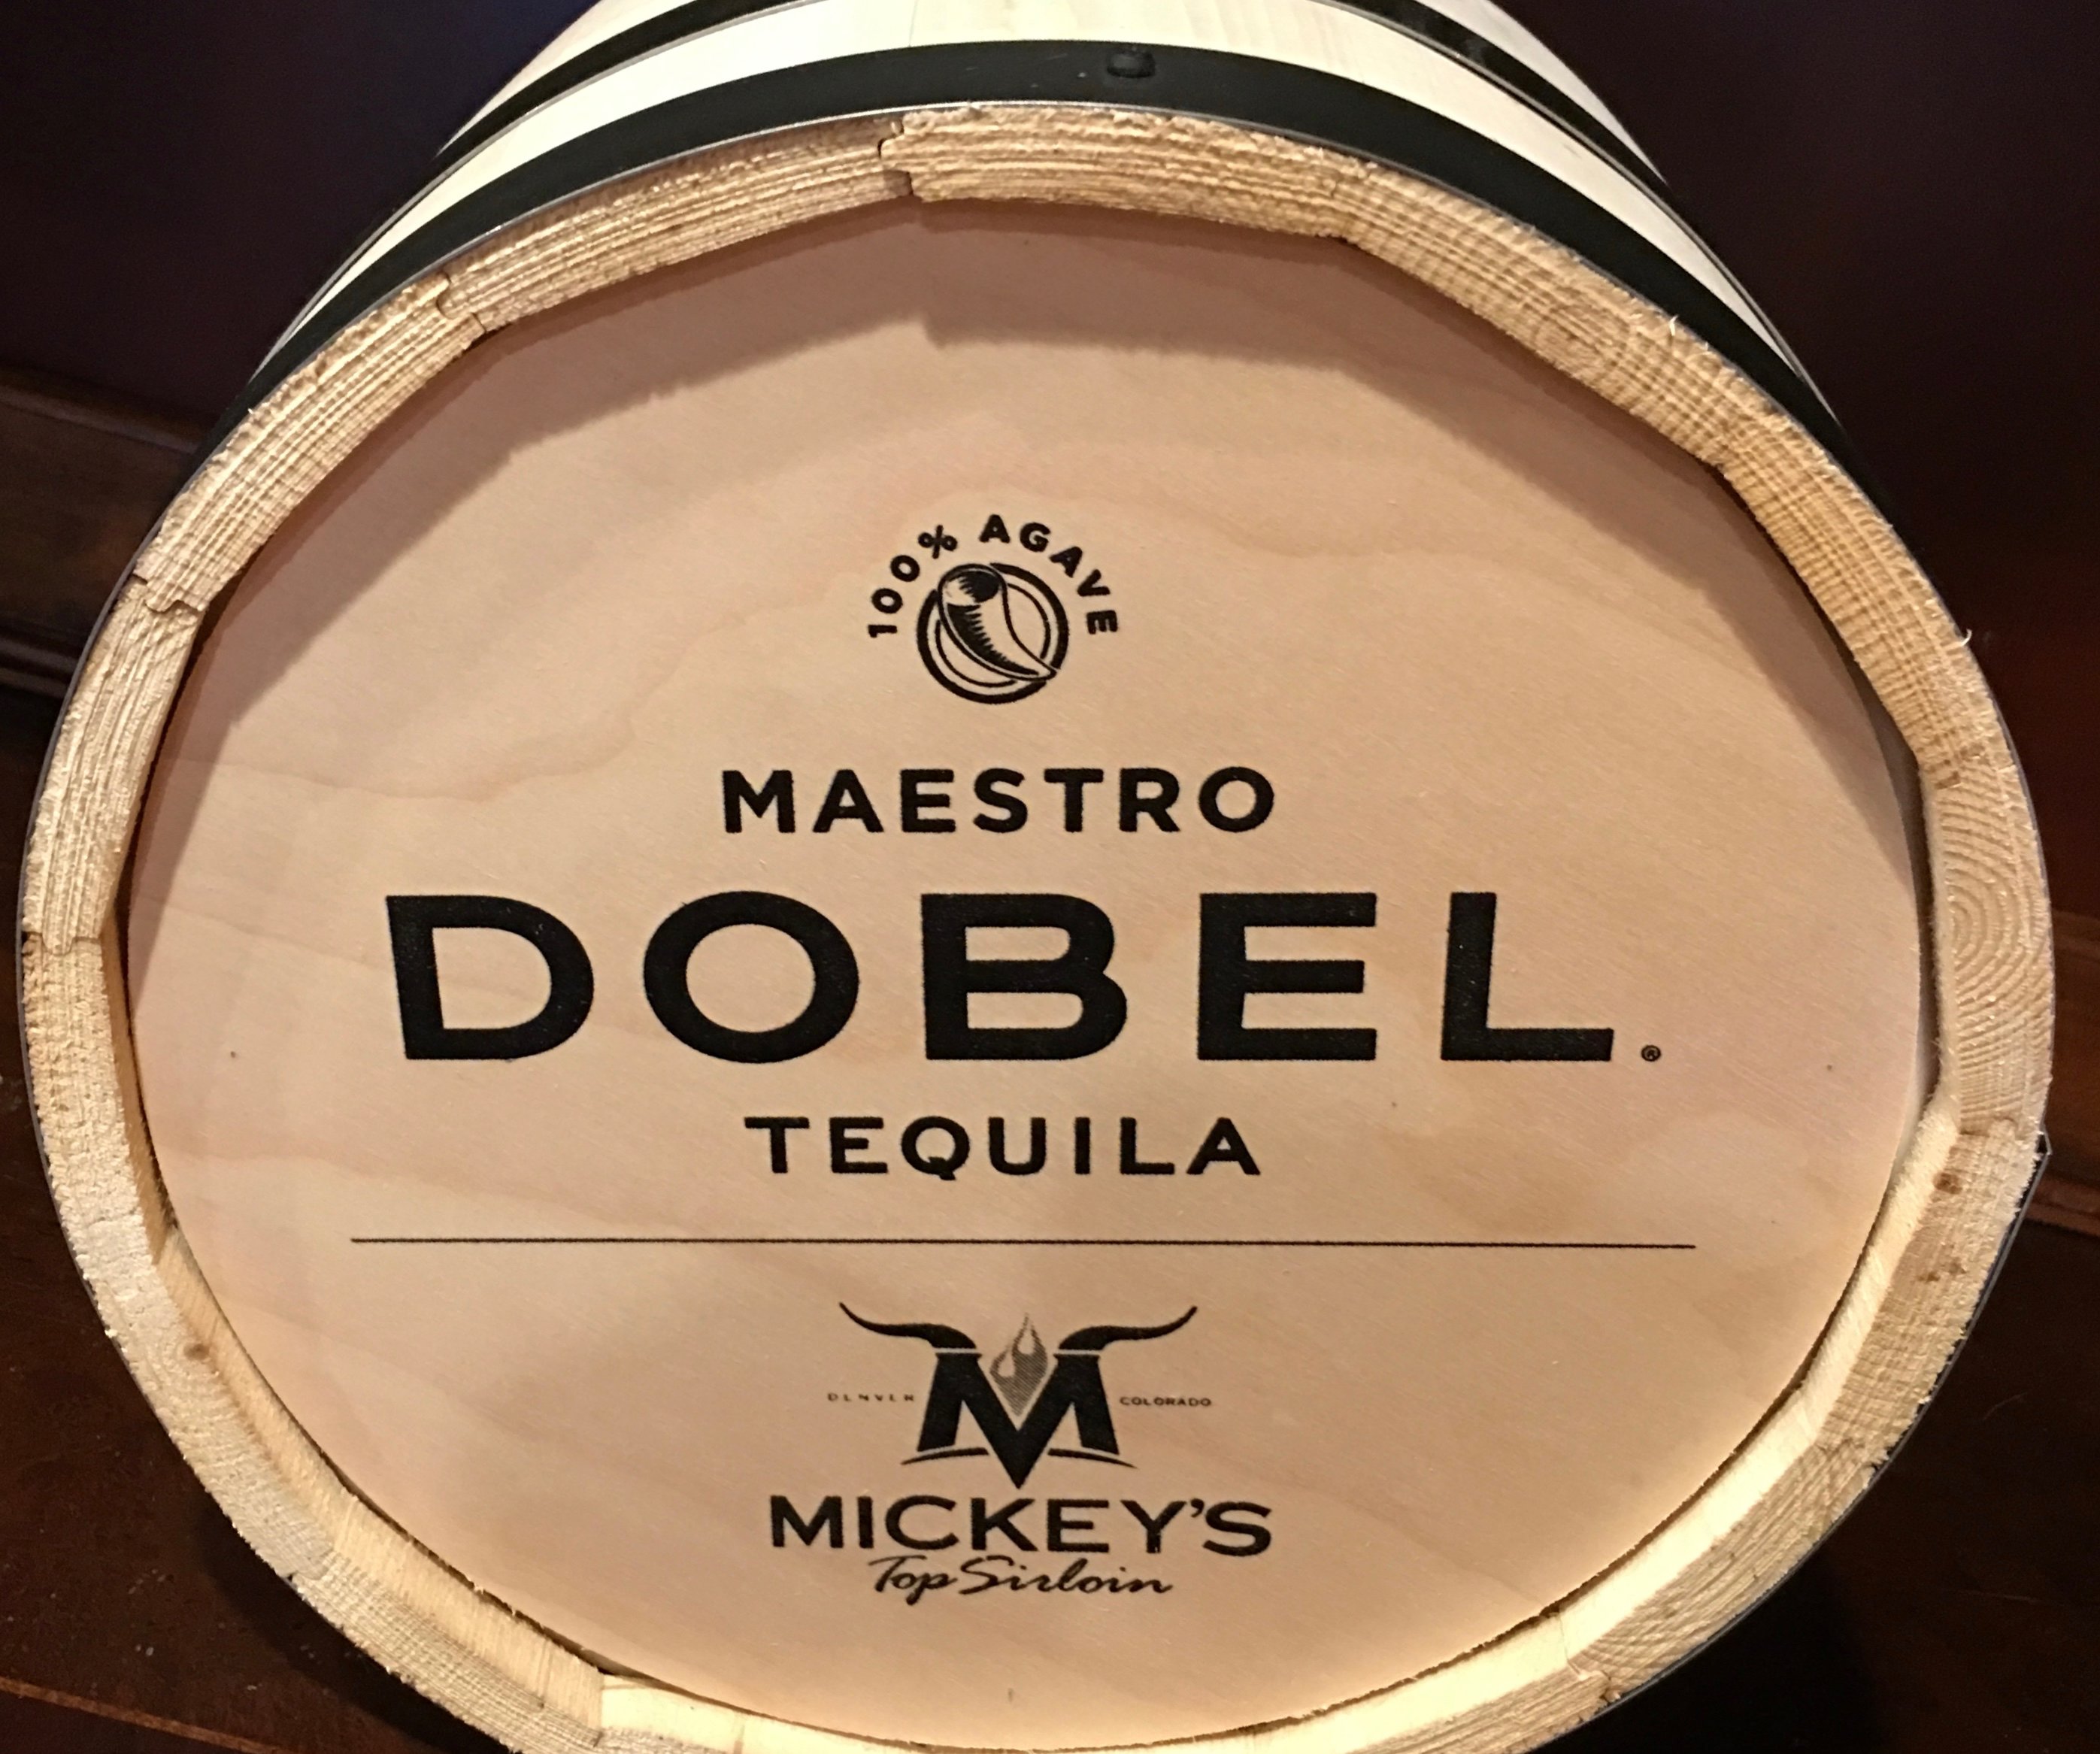 100% AGAVE
MAESTRO
DOBEL®
TEQUILA
DENVER M COLORADO
MICKEY'S
Top Sirloin